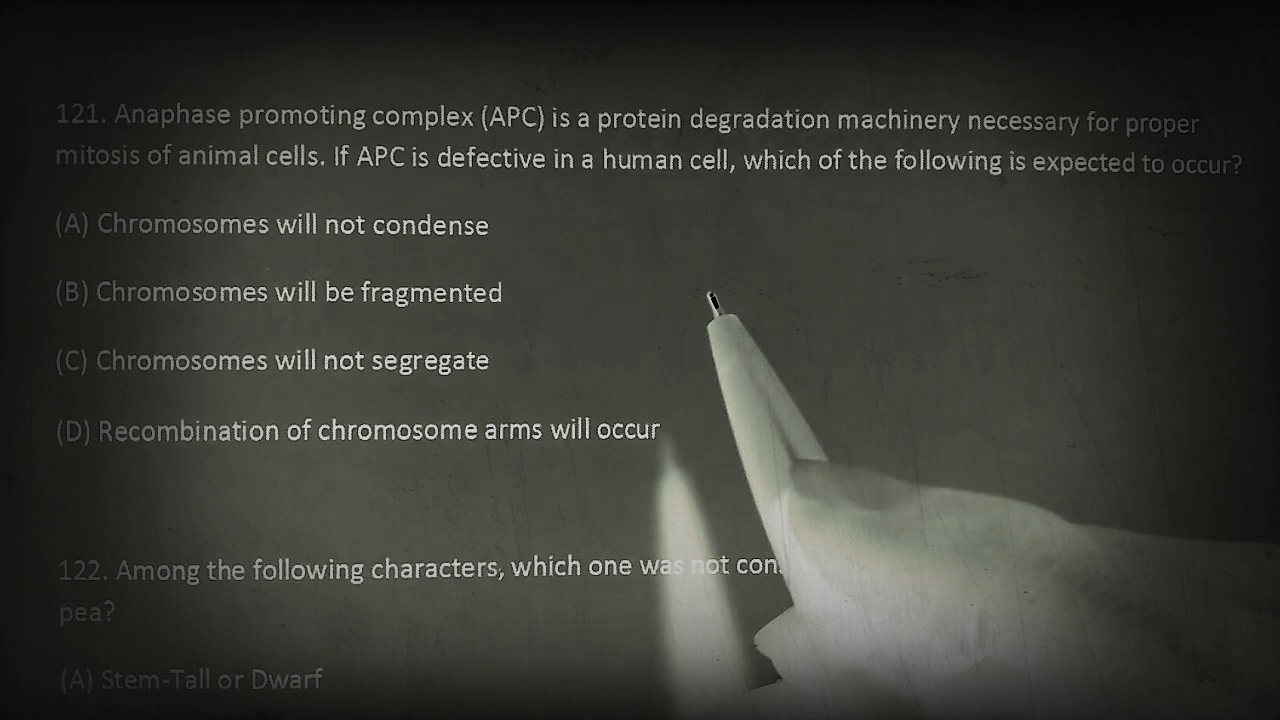 121. Anaphase promoting complex (APC) is a protein degradation machinery necessary for proper
mitosis of animal cells. If APC is defective in a human cell, which of the following is expected to occur?
(A) Chromosomes will not condense
(B) Chromosomes will be fragmented
(C) Chromosomes will not segregate
(D) Recombination of chromosome arms will occur
122. Among the following characters, which one was not
pea?
(A) Stem-Tall or Dwarf